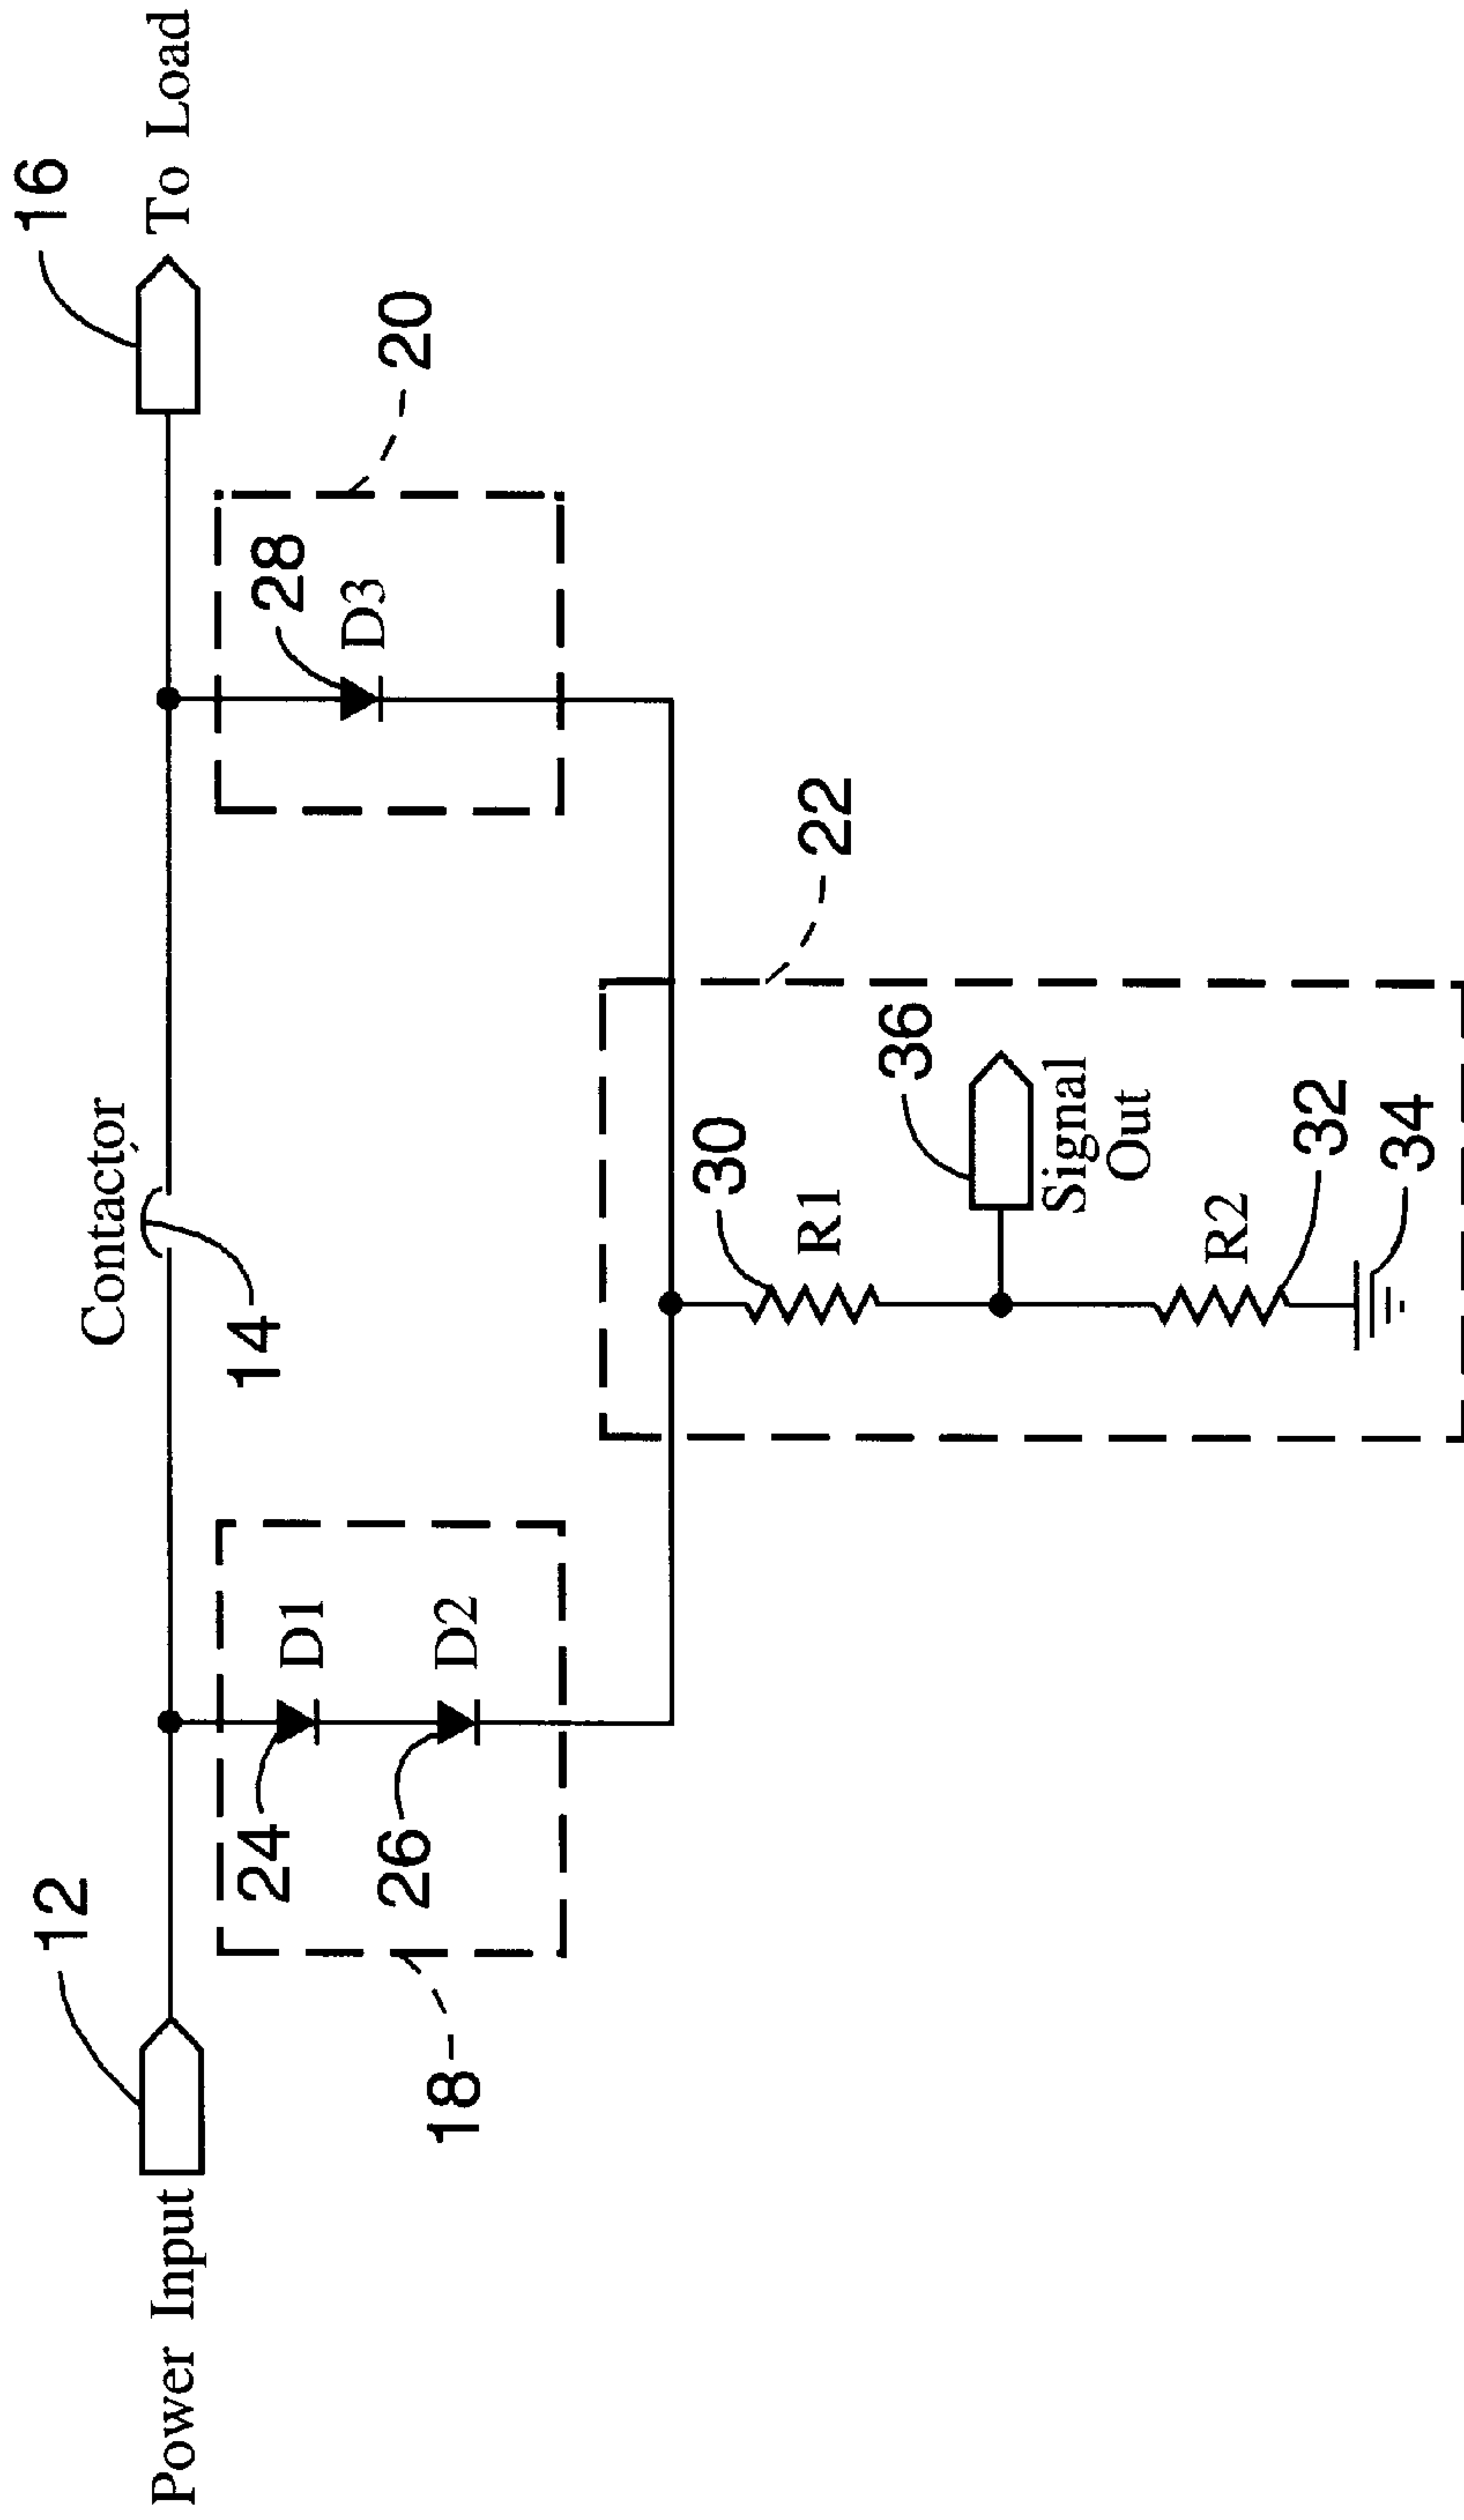 12
16
Power Input
Contactor
To Load
14
24
D1
28
D3
18
26
D2
20
30
R1
22
36
Signal
Out
R2
32
34